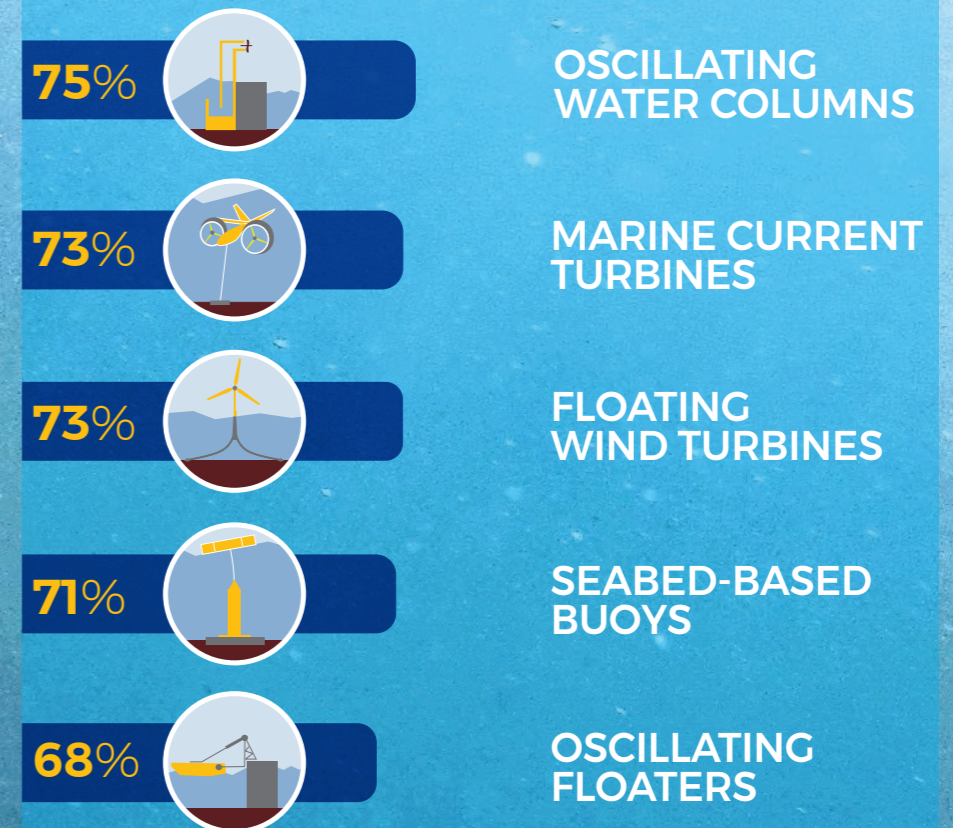 75%
OSCILLATING
WATER COLUMNS
73%
MARINE CURRENT
TURBINES
73%
FLOATING
WIND TURBINES
71%
SEABED-BASED
BUOYS
68%
OSCILLATING
FLOATERS